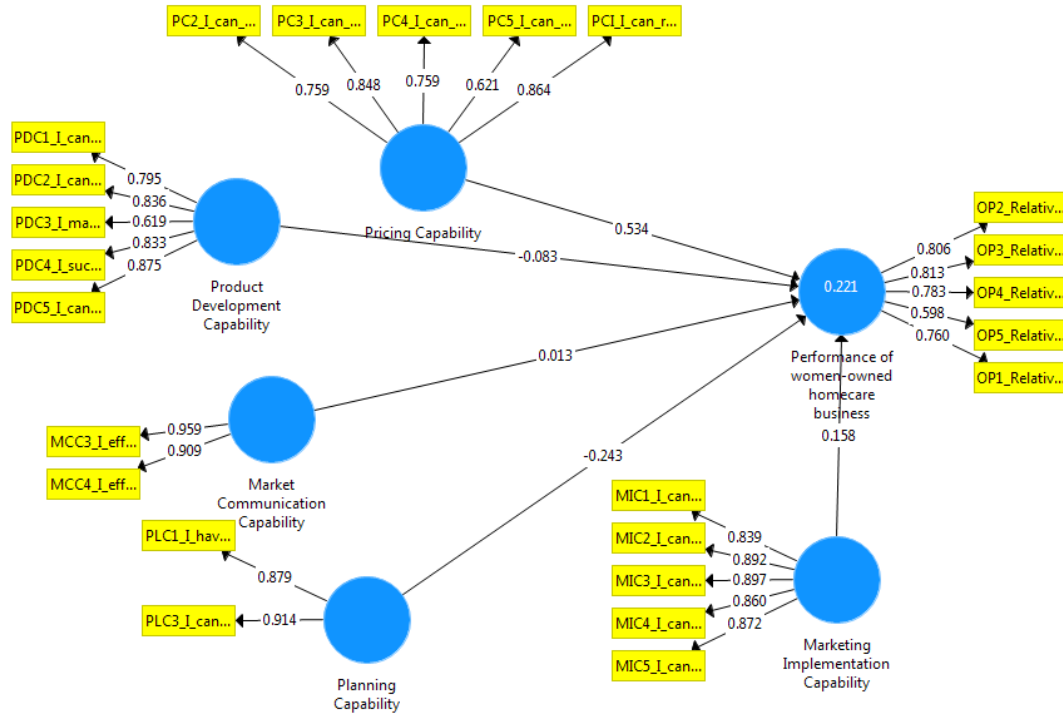 PC2_I_can_...
PC3_I_can_...
PC4_I_can_...
PC5_I_can_...
PCI_I_can_r...
0.759
0.848
0.759
0.621
0.864
Pricing Capability
PDC1_I_can...
PDC2_I_can...
PDC3_I_ma...
PDC4_I_suc...
PDC5_I_can...
0.795
0.836
0.619
0.833
0.875
Product
Development
Capability
0.534
-0.083
0.013
-0.243
0.158
0.221
Performance of
women-owned
homecare
business
0.806
0.813
0.783
0.598
0.760
OP2_Relativ...
OP3_Relativ...
OP4_Relativ...
OP5_Relativ...
OP1_Relativ...
MCC3_I_eff...
MCC4_I_eff...
0.959
0.909
Market
Communication
Capability
PLC1_I_hav...
PLC3_I_can...
0.879
0.914
Planning
Capability
MIC1_I_can...
MIC2_I_can...
MIC3_I_can...
MIC4_I_can...
MIC5_I_can...
0.839
0.892
0.897
0.860
0.872
Marketing
Implementation
Capability